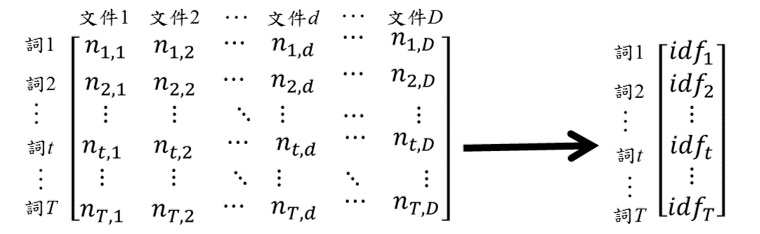 文件1 文件2 ⋯ 文件d ⋯ 文件D
詞1 n1,1 n1,2 ⋯ n1,d ⋯ n1,D
詞2 n2,1 n2,2 ⋯ n2,d ⋯ n2,D
⋮ ⋮ ⋮ ⋱ ⋮ ⋯ ⋮
詞t nt,1 nt,2 ⋯ nt,d ⋯ nt,D
⋮ ⋮ ⋮ ⋱ ⋮ ⋱ ⋮
詞T nT,1 nT,2 ⋯ nT,d ⋯ nT,D
詞1 idf1
詞2 idf2
⋮ ⋮
詞t idft
⋮ ⋮
詞T idfT